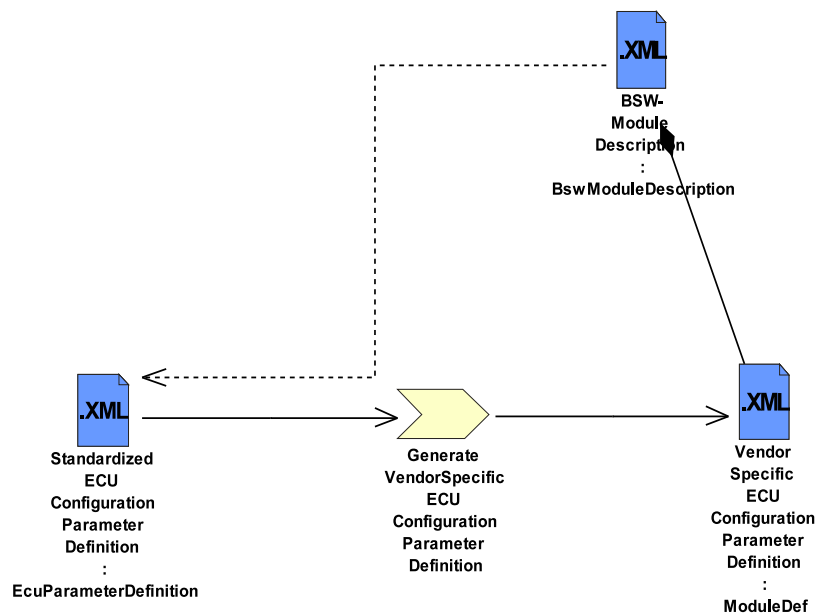 .XML
BSW-
Module
Description
:
BswModuleDescription
.XML
Standardized
ECU
Configuration
Parameter
Definition
:
EcuParameterDefinition
Generate
VendorSpecific
ECU
Configuration
Parameter
Definition
.XML
Vendor
Specific
ECU
Configuration
Parameter
Definition
:
ModuleDef